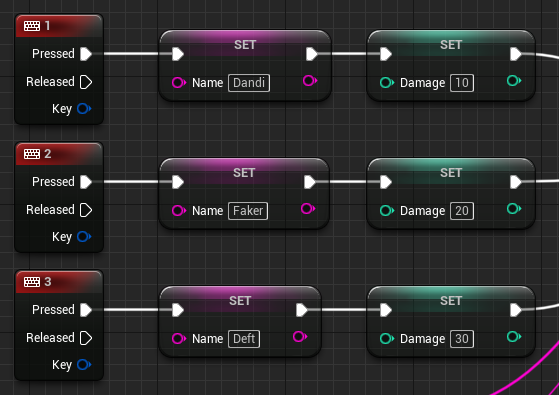 1
SET
SET
Pressed
Released
Name Dandi
Damage 10
Key
2
SET
SET
Pressed
Released
Name Faker
Damage 20
Key
3
SET
SET
Pressed
Released
Name Deft
Damage 30
Key